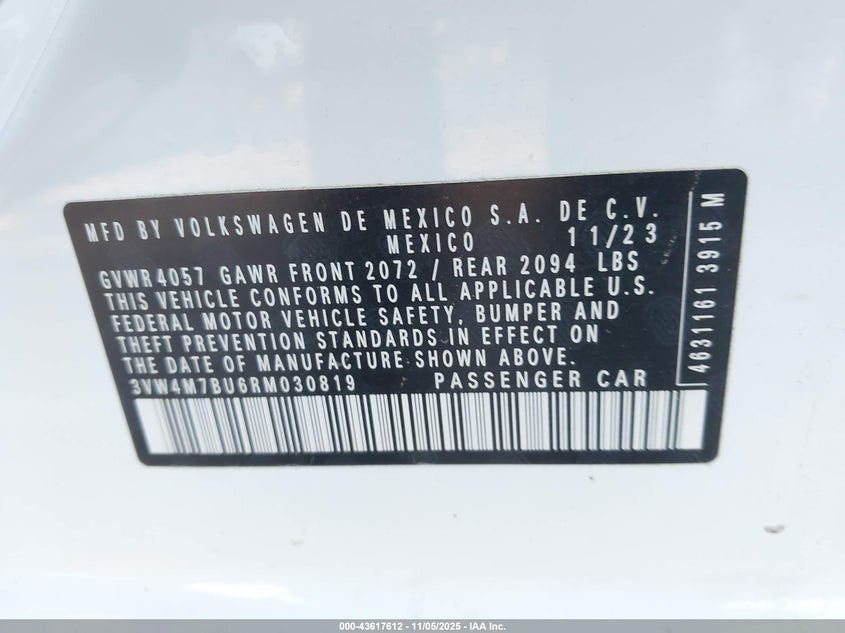 MFD BY VOLKSWAGEN DE MEXICO S.A. DE C.V.
MEXICO 11/23
GVWR 4057 GAWR FRONT 2072 / REAR 2094 LBS
THIS VEHICLE CONFORMS TO ALL APPLICABLE U.S.
FEDERAL MOTOR VEHICLE SAFETY, BUMPER AND
THEFT PREVENTION STANDARDS IN EFFECT ON
THE DATE OF MANUFACTURE SHOWN ABOVE.
3VW4M7BU6RM030819 PASSENGER CAR
4631161 3915 M
000-43617612 - 11/05/2025 - IAA Inc.